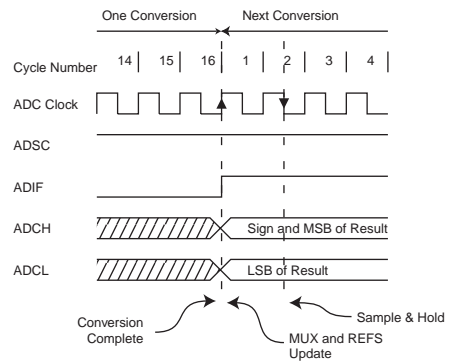 One Conversion Next Conversion
Cycle Number 14 15 16 1 2 3 4
ADC Clock
ADSC
ADIF
ADCH Sign and MSB of Result
ADCL LSB of Result
Conversion Complete
MUX and REFS Update
Sample & Hold